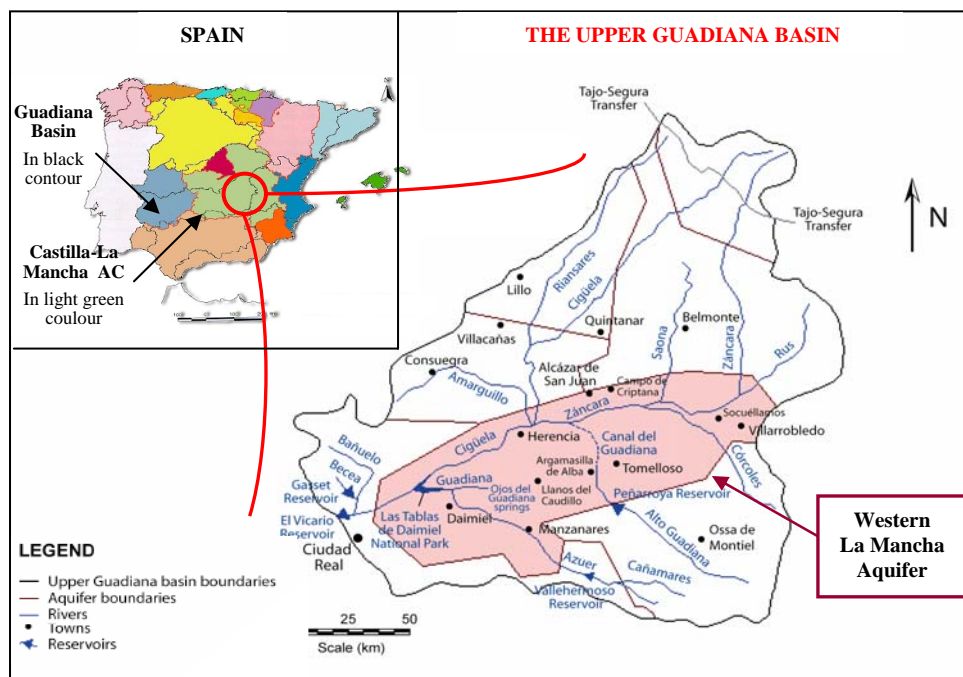 SPAIN
Guadiana
Basin
In black
contour
Castilla-La
Mancha AC
In light green
coulour
THE UPPER GUADIANA BASIN
Tajo-Segura
Transfer
Tajo-Segura
Transfer
N
Riansares
Cigüela
Lillo
Villacañas
Quintanar
Belmonte
Saona
Záncara
Rus
Consuegra
Amarguillo
Alcázar de
San Juan
Campo de
Criptana
Záncara
Socuéllamos
Villarrobledo
Herencia
Cigüela
Canal del
Guadiana
Córcoles
Bañuelo
Becea
Guadiana
Argamasilla
de Alba
Tomelloso
Gasset
Reservoir
Ojos del
Guadiana
springs
Llanos del
Caudillo
Peñarroya Reservoir
El Vicario
Reservoir
Las Tablas
de Daimiel
National Park
Daimiel
Manzanares
Alto Guadiana
Ossa de
Montiel
Ciudad
Real
Azuer
Cañamares
Vallehermoso
Reservoir
Western
La Mancha
Aquifer
LEGEND
Upper Guadiana basin boundaries
Aquifer boundaries
Rivers
Towns
Reservoirs
0 25 50
Scale (km)